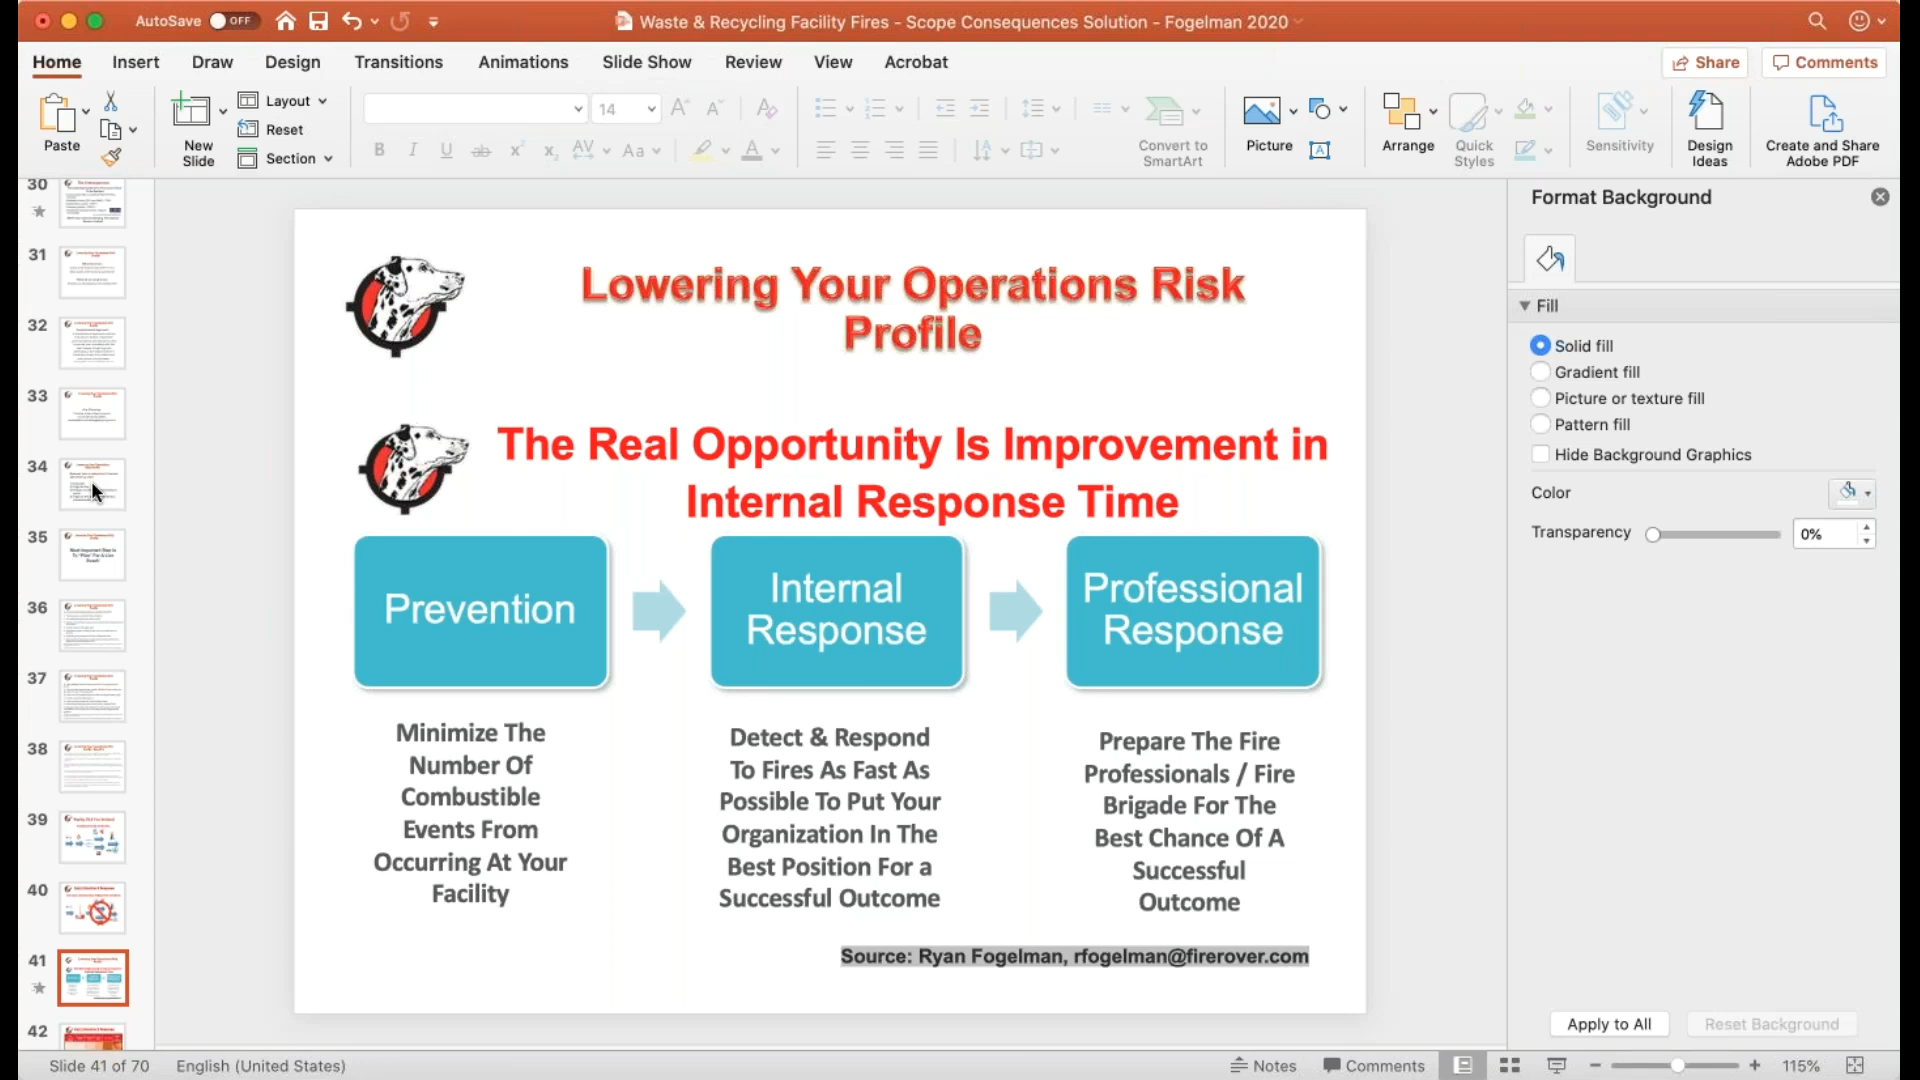 AutoSave OFF
Waste & Recycling Facility Fires - Scope Consequences Solution - Fogelman 2020
Home Insert Draw Design Transitions Animations Slide Show Review View Acrobat
Share Comments
Paste
New Slide
Layout
Reset
Section
14
B I U ab x² x₂ AV Aa A
Convert to SmartArt
Picture
Arrange
Quick Styles
Sensitivity
Design Ideas
Create and Share Adobe PDF
30
31
32
33
34
35
36
37
38
39
40
41
42
Lowering Your Operations Risk
Profile
The Real Opportunity Is Improvement in
Internal Response Time
Prevention
Internal
Response
Professional
Response
Minimize The
Number Of
Combustible
Events From
Occurring At Your
Facility
Detect & Respond
To Fires As Fast As
Possible To Put Your
Organization In The
Best Position For a
Successful Outcome
Prepare The Fire
Professionals / Fire
Brigade For The
Best Chance Of A
Successful
Outcome
Source: Ryan Fogelman, rfogelman@firerover.com
Format Background
Fill
Solid fill
Gradient fill
Picture or texture fill
Pattern fill
Hide Background Graphics
Color
Transparency 0%
Apply to All Reset Background
Slide 41 of 70 English (United States) Notes Comments 115%